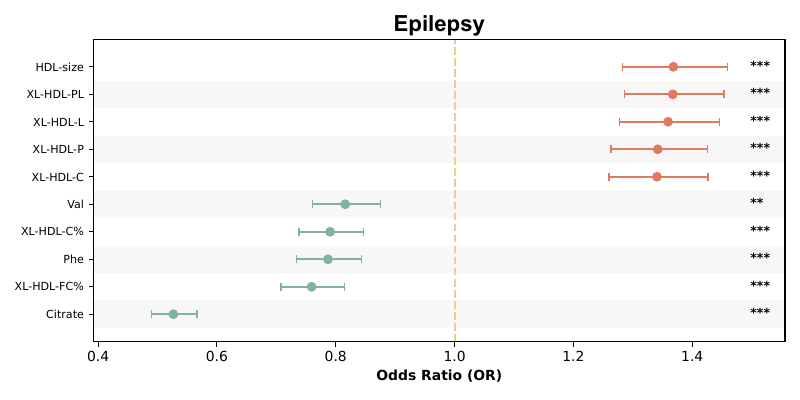 Epilepsy
HDL-size ***
XL-HDL-PL ***
XL-HDL-L ***
XL-HDL-P ***
XL-HDL-C ***
Val **
XL-HDL-C% ***
Phe ***
XL-HDL-FC% ***
Citrate ***
0.4 0.6 0.8 1.0 1.2 1.4
Odds Ratio (OR)